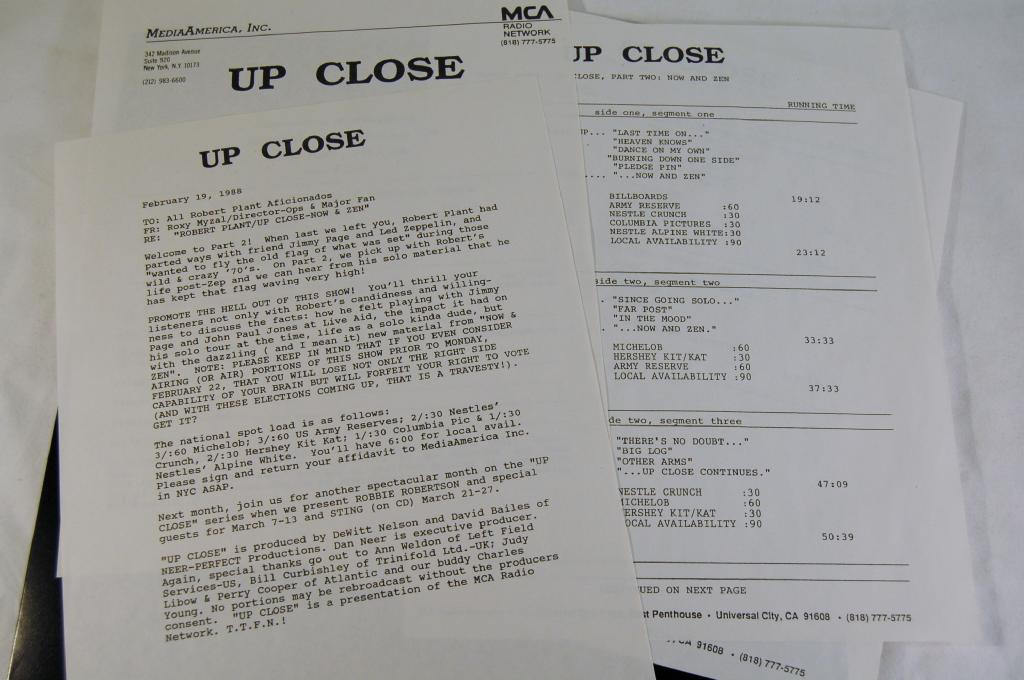 MEDIAAMERICA, INC.
342 Madison Avenue
Suite 920
New York, N.Y. 10173
(212) 983-6600
MCA
RADIO
NETWORK
(818) 777-5775
UP CLOSE
UP CLOSE
February 19, 1988
TO: All Robert Plant Aficionados
FR: Roxy Myzal/Director-Ops & Major Fan
RE: "ROBERT PLANT/UP CLOSE-NOW & ZEN"
Welcome to Part 2! When last we left you, Robert Plant had
parted ways with friend Jimmy Page and Led Zeppelin, and
"wanted to fly the old flag of what was set" during those
wild & crazy '70's. On Part 2, we pick up with Robert's
life post-Zep and we can hear from his solo material that he
has kept that flag waving very high!
PROMOTE THE HELL OUT OF THIS SHOW! You'll thrill your
listeners not only with Robert's candidness and willing-
ness to discuss the facts: how he felt playing with Jimmy
Page and John Paul Jones at Live Aid, the impact it had on
his solo tour at the time, life as a solo kinda dude, but
with the dazzling ( and I mean it) new material from "NOW &
ZEN". NOTE: PLEASE KEEP IN MIND THAT IF YOU EVEN CONSIDER
AIRING (OR AIR) PORTIONS OF THIS SHOW PRIOR TO MONDAY,
FEBRUARY 22, THAT YOU WILL LOSE NOT ONLY THE RIGHT SIDE
CAPABILITY OF YOUR BRAIN BUT WILL FORFEIT YOUR RIGHT TO VOTE
(AND WITH THESE ELECTIONS COMING UP, THAT IS A TRAVESTY!).
GET IT?
The national spot load is as follows:
3/:60 Michelob; 3/:60 US Army Reserves; 2/:30 Nestles'
Crunch, 2/:30 Hershey Kit Kat; 1/:30 Columbia Pic & 1/:30
Nestles' Alpine White. You'll have 6:00 for local avail.
Please sign and return your affidavit to MediaAmerica Inc.
in NYC ASAP.
Next month, join us for another spectacular month on the "UP
CLOSE" series when we present ROBBIE ROBERTSON and special
guests for March 7-13 and STING (on CD) March 21-27.
"UP CLOSE" is produced by DeWitt Nelson and David Bailes of
NEER-PERFECT Productions. Dan Neer is executive producer.
Again, special thanks go out to Ann Weldon of Left Field
Services-US, Bill Curbishley of Trinifold Ltd.-UK; Judy
Libow & Perry Cooper of Atlantic and our buddy Charles
Young. No portions may be rebroadcast without the producers
consent. "UP CLOSE" is a presentation of the MCA Radio
Network. T.T.F.N.!
UP CLOSE
CLOSE, PART TWO: NOW AND ZEN
RUNNING TIME
side one, segment one
UP... "LAST TIME ON..."
"HEAVEN KNOWS"
"DANCE ON MY OWN"
"BURNING DOWN ONE SIDE"
"PLEDGE PIN"
.... "...NOW AND ZEN"
BILLBOARDS 19:12
ARMY RESERVE :60
NESTLE CRUNCH :30
COLUMBIA PICTURES :30
NESTLE ALPINE WHITE:30
LOCAL AVAILABILITY :90
23:12
side two, segment two
. "SINCE GOING SOLO..."
"FAR POST"
"IN THE MOOD"
. "...NOW AND ZEN."
33:33
MICHELOB :60
HERSHEY KIT/KAT :30
ARMY RESERVE :60
LOCAL AVAILABILITY :90
37:33
de two, segment three
"THERE'S NO DOUBT..."
"BIG LOG"
"OTHER ARMS"
"...UP CLOSE CONTINUES."
47:09
NESTLE CRUNCH :30
MICHELOB :60
HERSHEY KIT/KAT :30
LOCAL AVAILABILITY :90
50:39
UED ON NEXT PAGE
nt Penthouse • Universal City, CA 91608 • (818) 777-5775
CA 91608 • (818) 777-5775